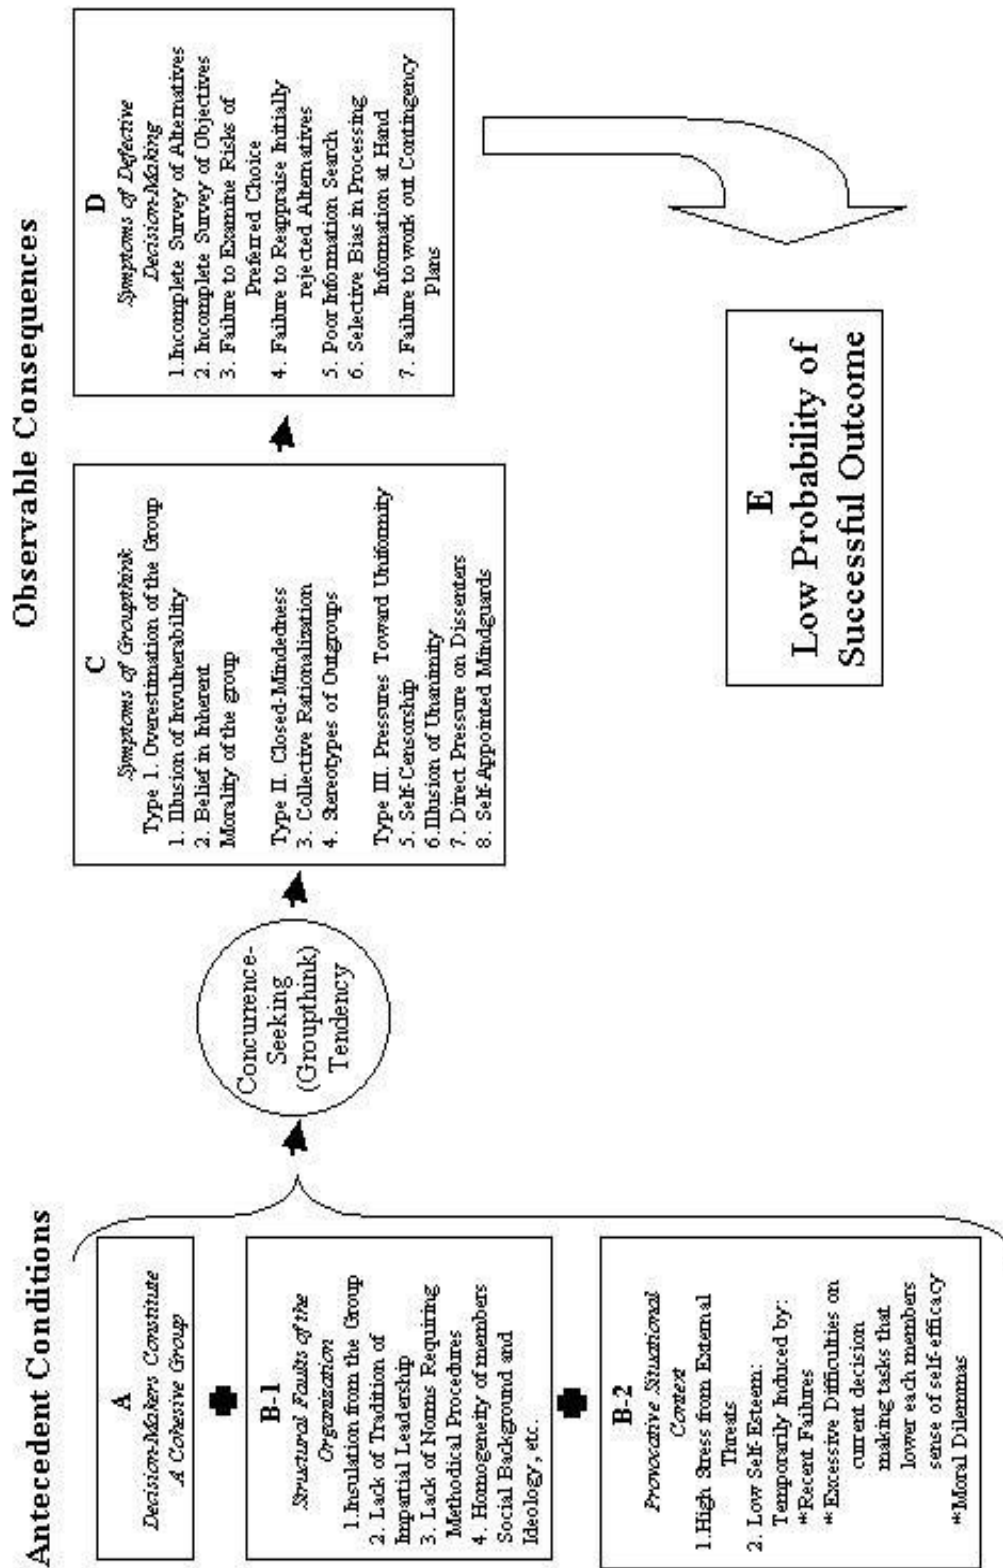 Antecedent Conditions
A
Decision-Makers Constitute
A Cohesive Group
B-1
Structural Faults of the
Organization
1.Insulation from the Group
2. Lack of Tradition of
Impartial Leadership
3. Lack of Norms Requiring
Methodical Procedures
4. Homogeneity of members
Social Background and
Ideology, etc.
B-2
Provocative Situational
Context
1.High Stress from External
Threats
2. Low Self-Esteem:
Temporarily Induced by:
*Recent Failures
*Excessive Difficulties on
current decision
making tasks that
lower each members
sense of self-efficacy
*Moral Dilemmas
Concurrence-
Seeking
(Groupthink)
Tendency
Observable Consequences
C
Symptoms of Groupthink
Type 1. Overestimation of the Group
1. Illusion of Invulnerability
2. Belief in Inherent
Morality of the group
Type II. Closed-Mindedness
3. Collective Rationalization
4. Stereotypes of Outgroups
Type III. Pressures Toward Uniformity
5. Self-Censorship
6.Illusion of Unanimity
7. Direct Pressure on Dissenters
8. Self-Appointed Mindguards
D
Symptoms of Defective
Decision-Making
1.Incomplete Survey of Alternatives
2. Incomplete Survey of Objectives
3. Failure to Examine Risks of
Preferred Choice
4. Failure to Reappraise Initially
rejected Alternatives
5. Poor Information Search
6. Selective Bias in Processing
Information at Hand
7. Failure to work out Contingency
Plans
E
Low Probability of
Successful Outcome